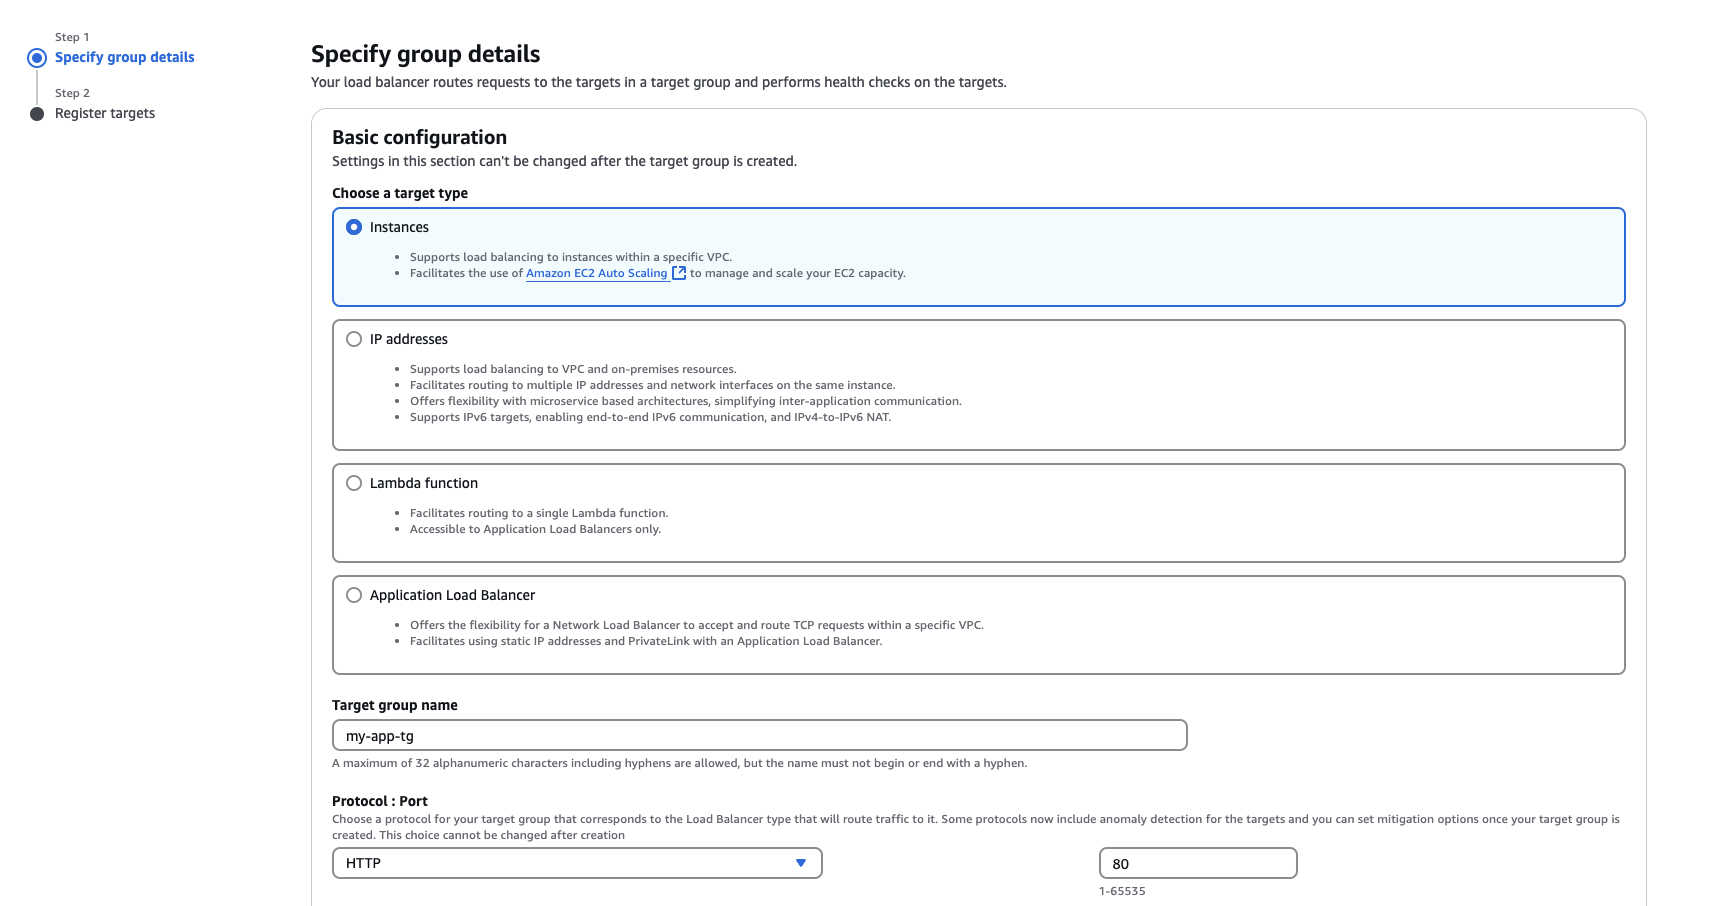 Step 1
Specify group details
Step 2
Register targets
Specify group details
Your load balancer routes requests to the targets in a target group and performs health checks on the targets.
Basic configuration
Settings in this section can't be changed after the target group is created.
Choose a target type
Instances
Supports load balancing to instances within a specific VPC.
Facilitates the use of Amazon EC2 Auto Scaling to manage and scale your EC2 capacity.
IP addresses
Supports load balancing to VPC and on-premises resources.
Facilitates routing to multiple IP addresses and network interfaces on the same instance.
Offers flexibility with microservice based architectures, simplifying inter-application communication.
Supports IPv6 targets, enabling end-to-end IPv6 communication, and IPv4-to-IPv6 NAT.
Lambda function
Facilitates routing to a single Lambda function.
Accessible to Application Load Balancers only.
Application Load Balancer
Offers the flexibility for a Network Load Balancer to accept and route TCP requests within a specific VPC.
Facilitates using static IP addresses and PrivateLink with an Application Load Balancer.
Target group name
my-app-tg
A maximum of 32 alphanumeric characters including hyphens are allowed, but the name must not begin or end with a hyphen.
Protocol : Port
Choose a protocol for your target group that corresponds to the Load Balancer type that will route traffic to it. Some protocols now include anomaly detection for the targets and you can set mitigation options once your target group is
created. This choice cannot be changed after creation
HTTP
80
1-65535